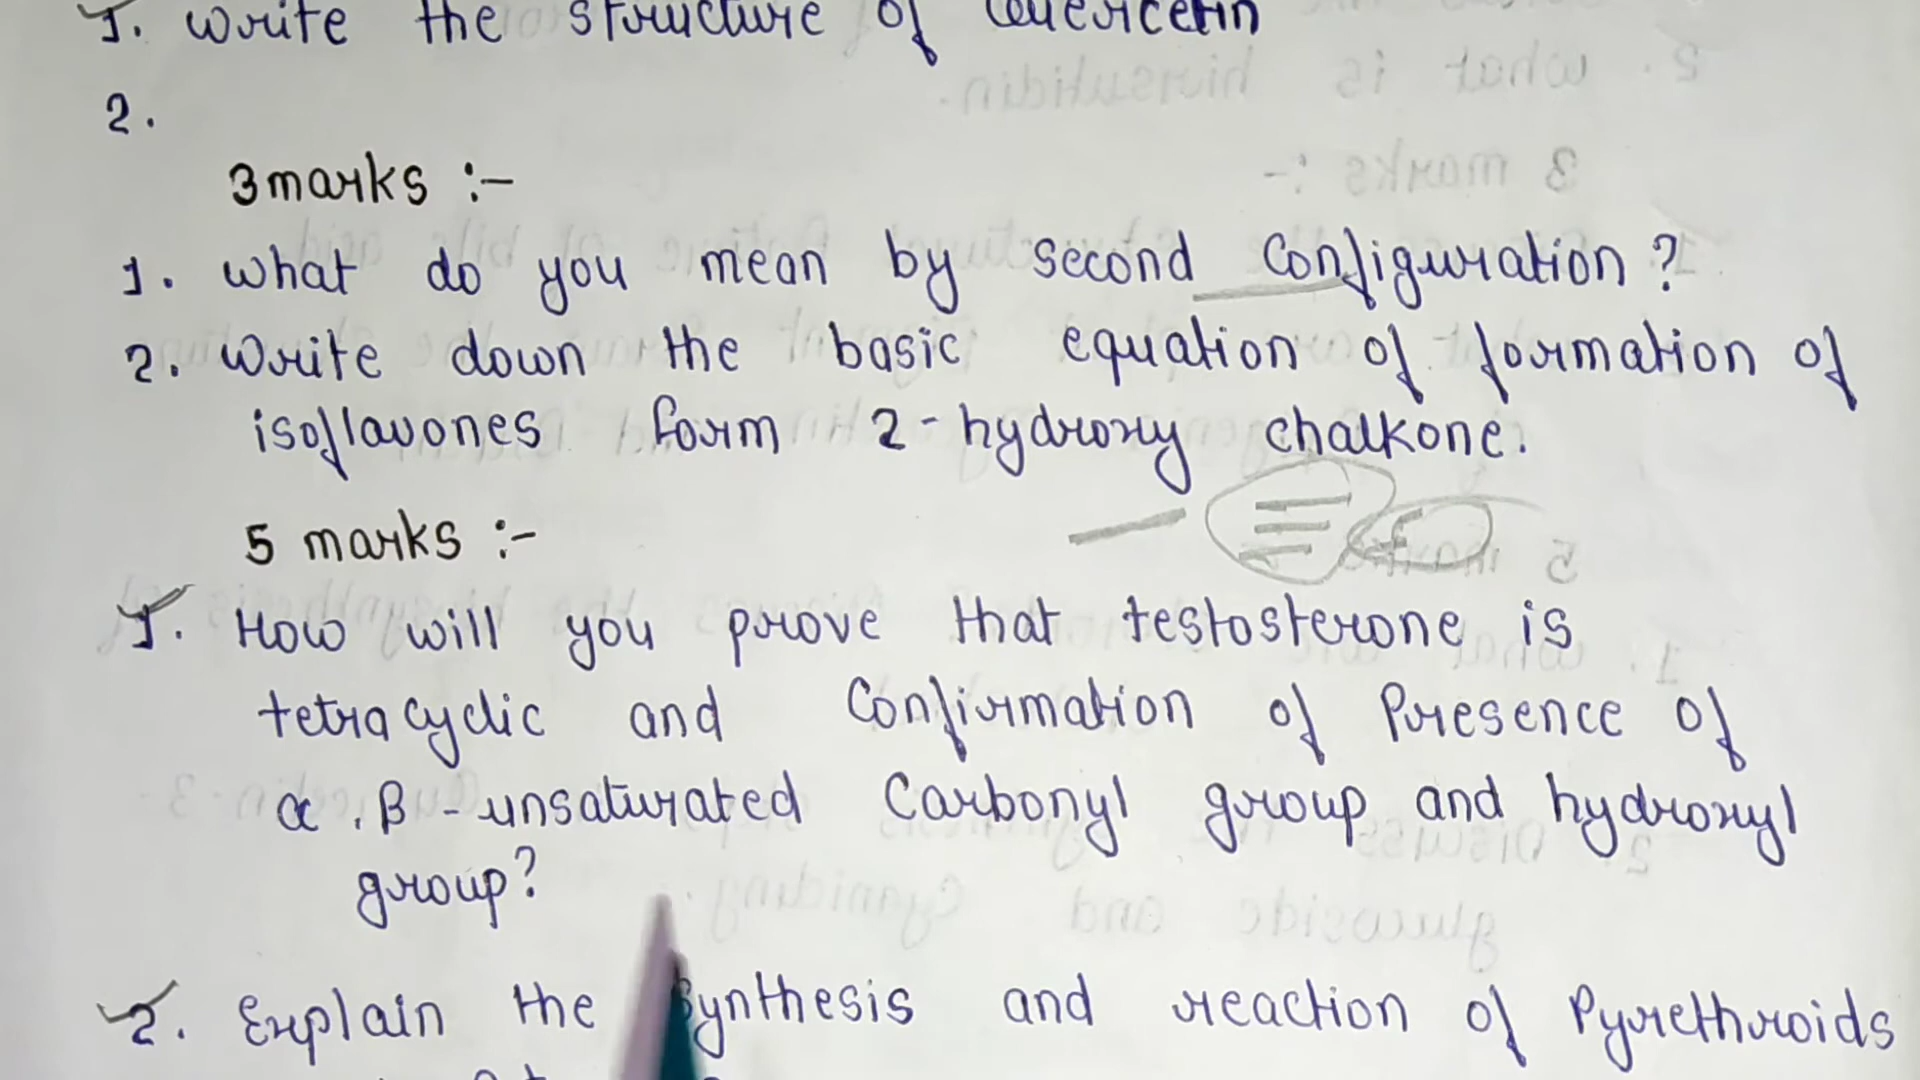 1. Write the structure of Quercetin
2.
3 marks :-
1. What do you mean by second Configuration ?
2. Write down the basic equation of formation of
isoflavones form 2-hydroxy chalkone.
5 marks :-
1. How will you prove that testosterone is
tetracyclic and Confirmation of Presence of
α, β-unsaturated Carbonyl group and hydroxyl
group?
2. Explain the synthesis and reaction of Pyrethroids